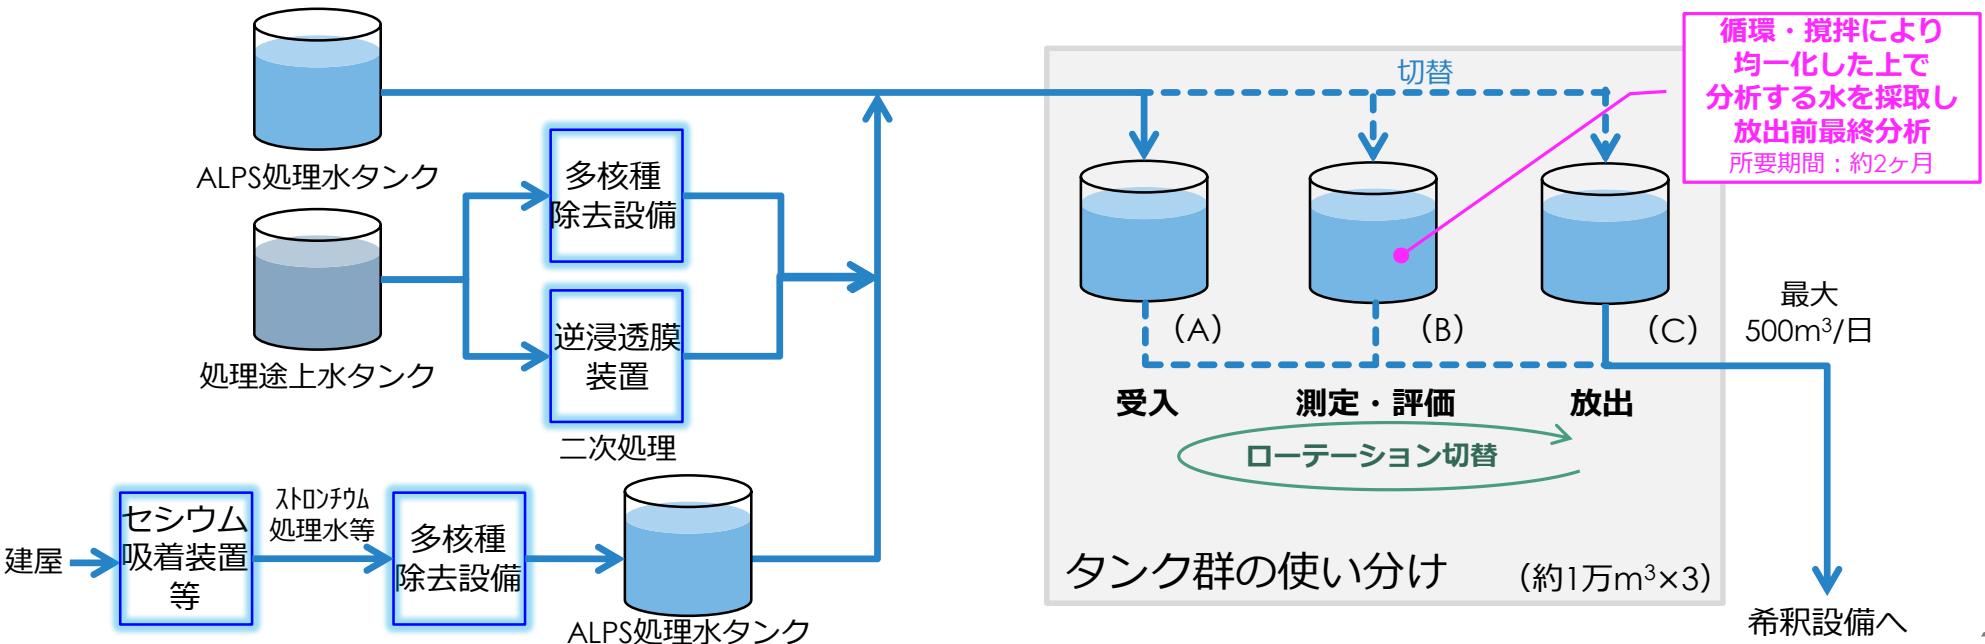 ALPS処理水タンク
処理途上水タンク
多核種
除去設備
逆浸透膜
装置
二次処理
建屋
セシウム
吸着装置
等
ストロンチウム
処理水等
多核種
除去設備
ALPS処理水タンク
切替
循環・撹拌により
均一化した上で
分析する水を採取し
放出前最終分析
所要期間：約2ヶ月
（A）
（B）
（C）
受入
測定・評価
放出
ローテーション切替
タンク群の使い分け
（約1万m³×3）
最大
500m³/日
希釈設備へ